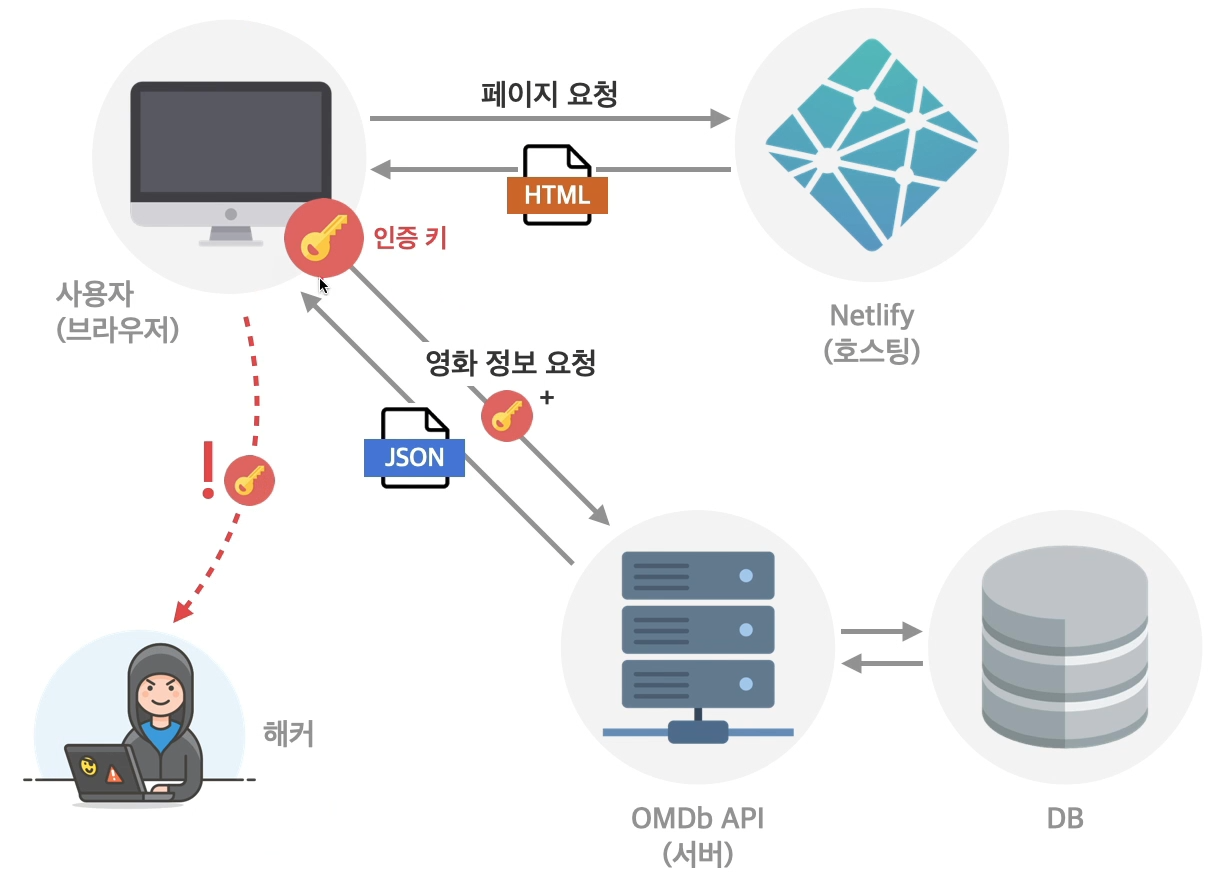 페이지 요청
HTML
인증 키
사용자
(브라우저)
Netlify
(호스팅)
영화 정보 요청
+
JSON
!
해커
OMDb API
(서버)
DB